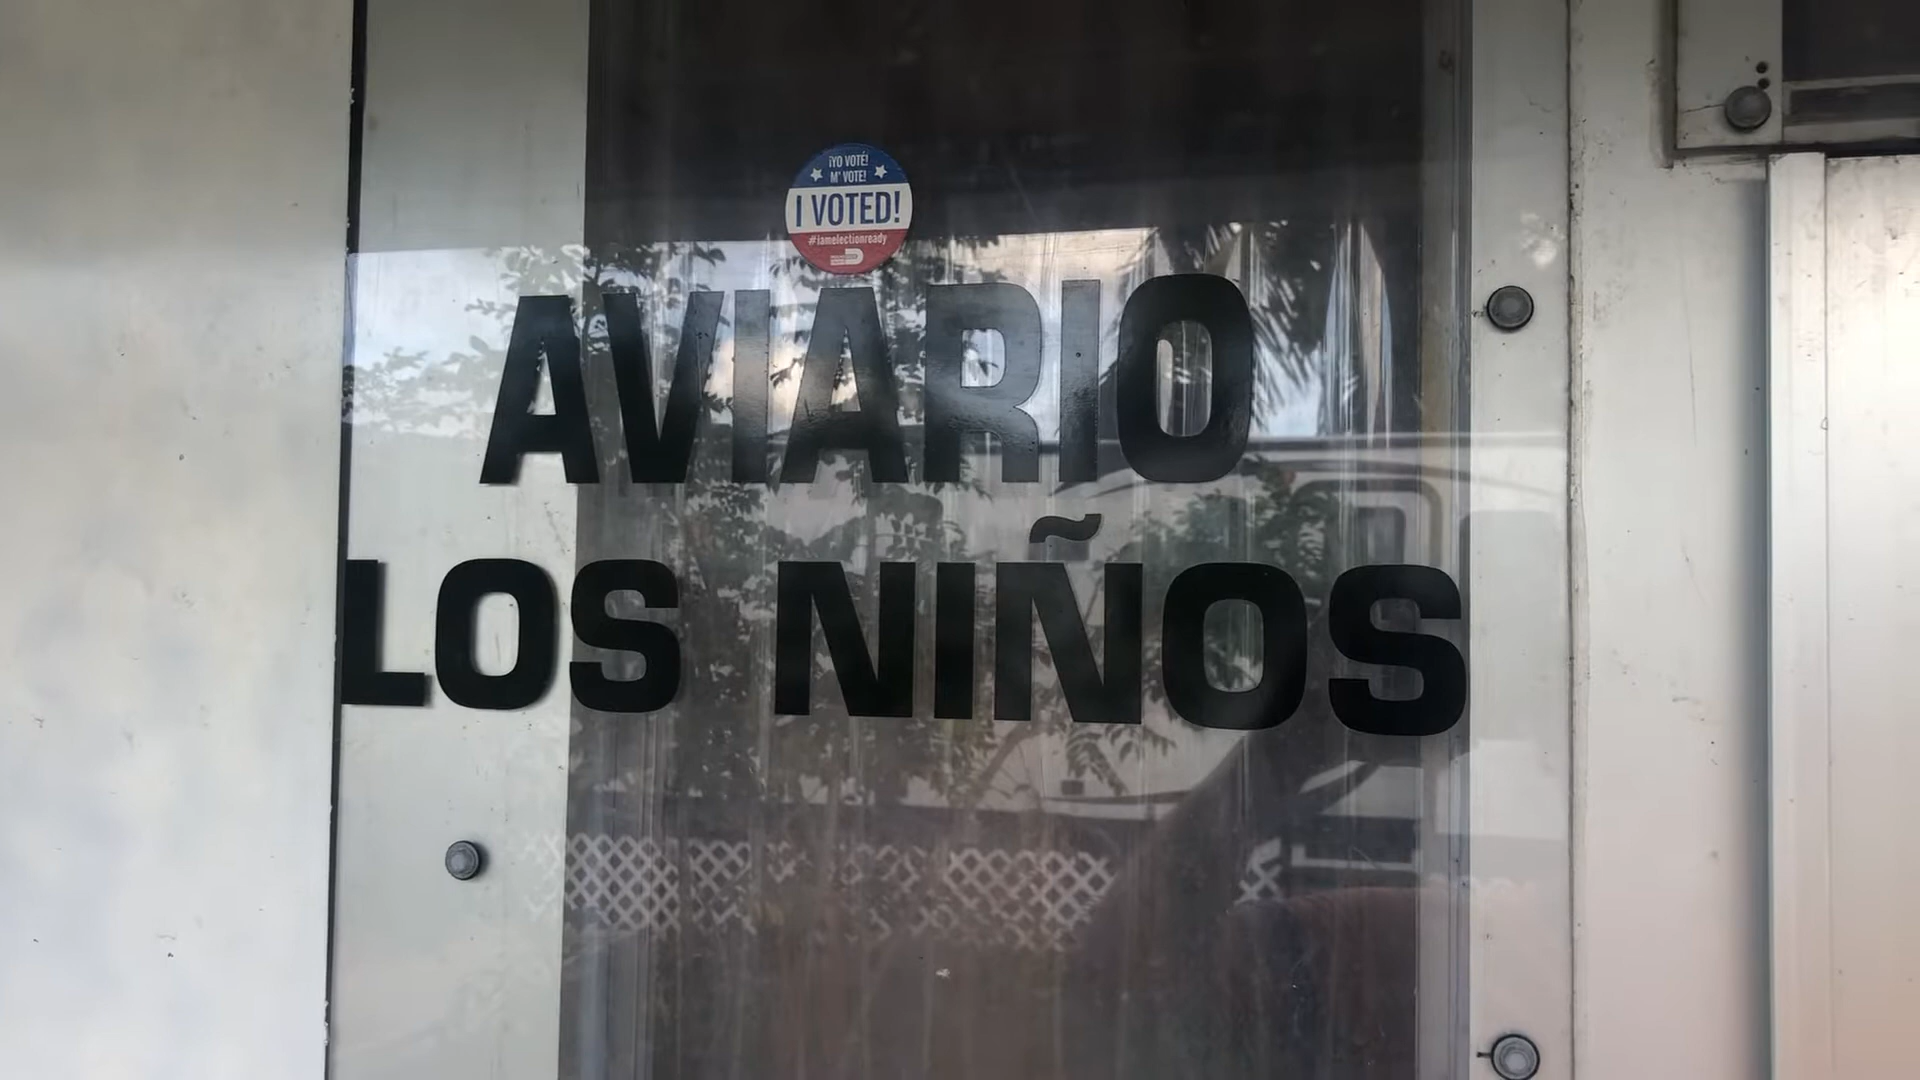 ¡YO VOTÉ!
M' VOTE!
I VOTED!
#iamelectionready
AVIARIO
LOS NIÑOS